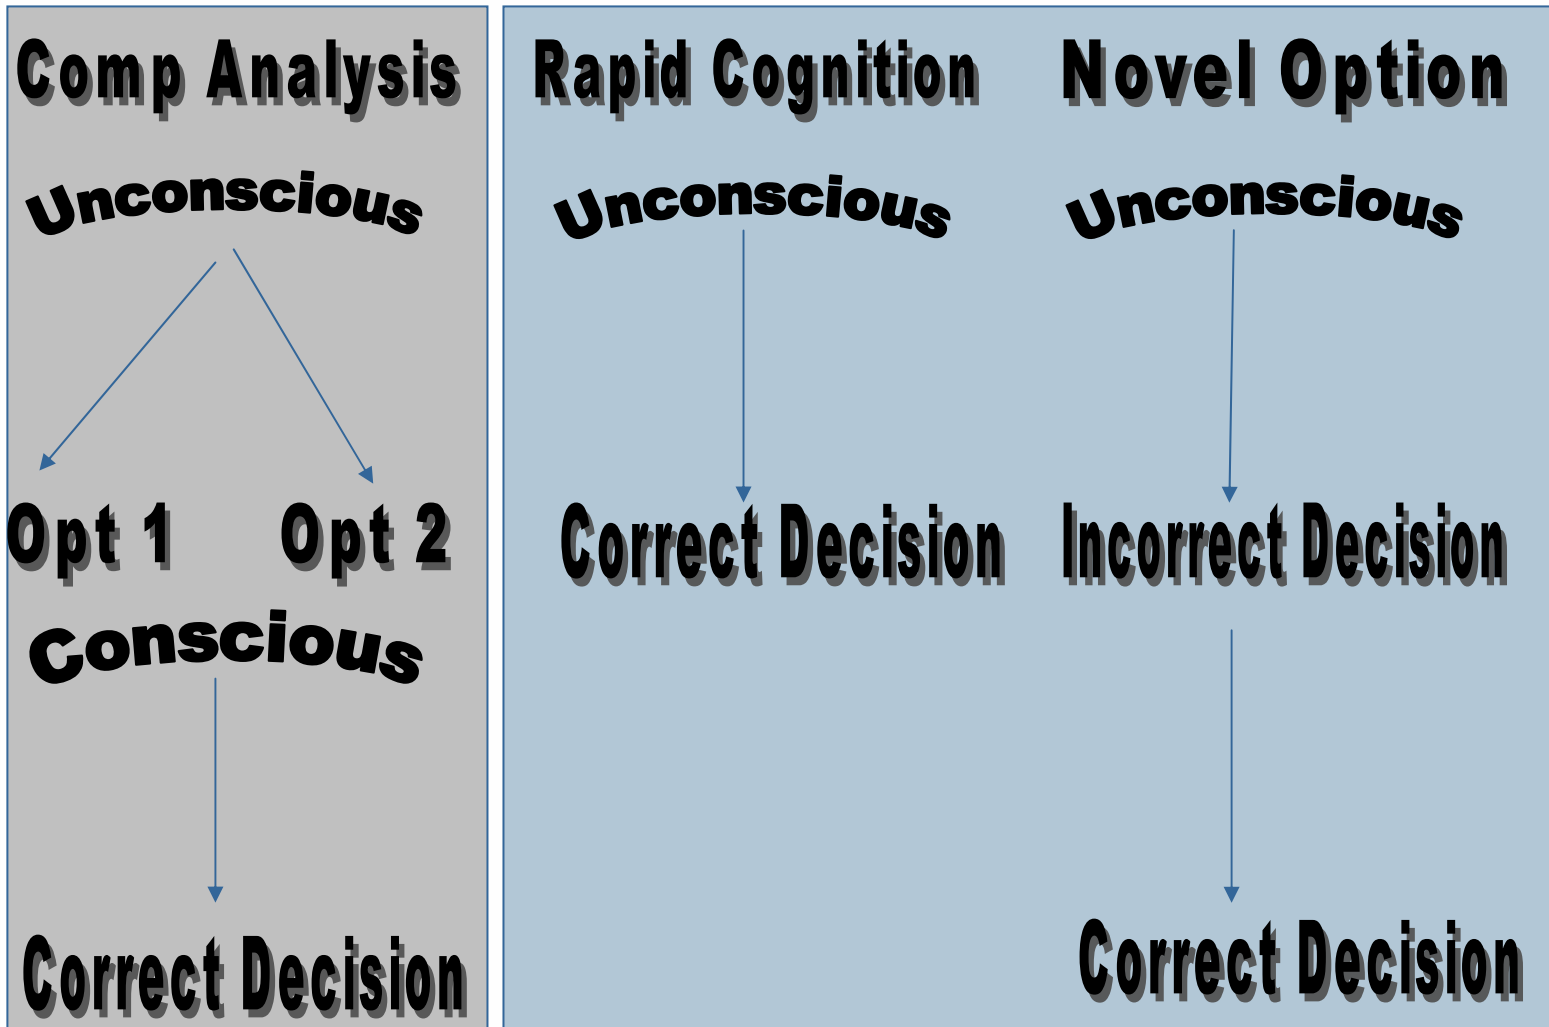 Comp Analysis
Unconscious
Opt 1
Opt 2
Conscious
Correct Decision
Rapid Cognition
Unconscious
Correct Decision
Novel Option
Unconscious
Incorrect Decision
Correct Decision